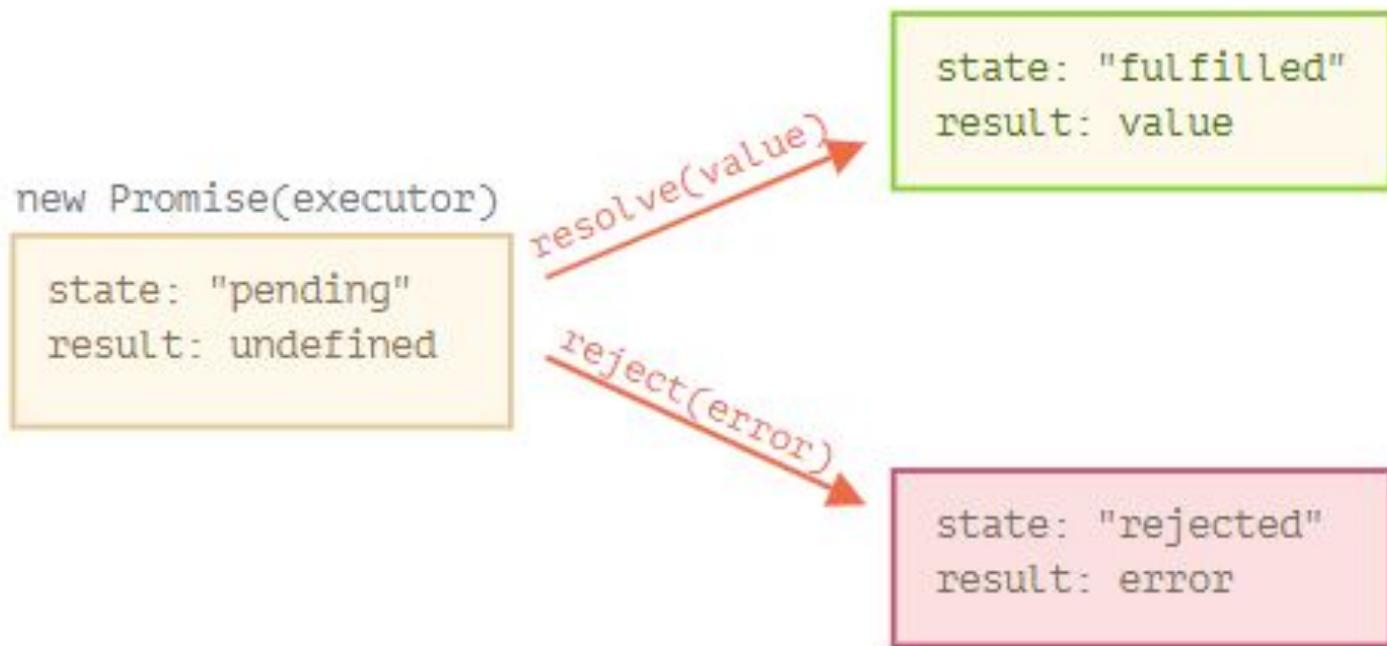 new Promise(executor)
state: "pending"
result: undefined
resolve(value)
reject(error)
state: "fulfilled"
result: value
state: "rejected"
result: error